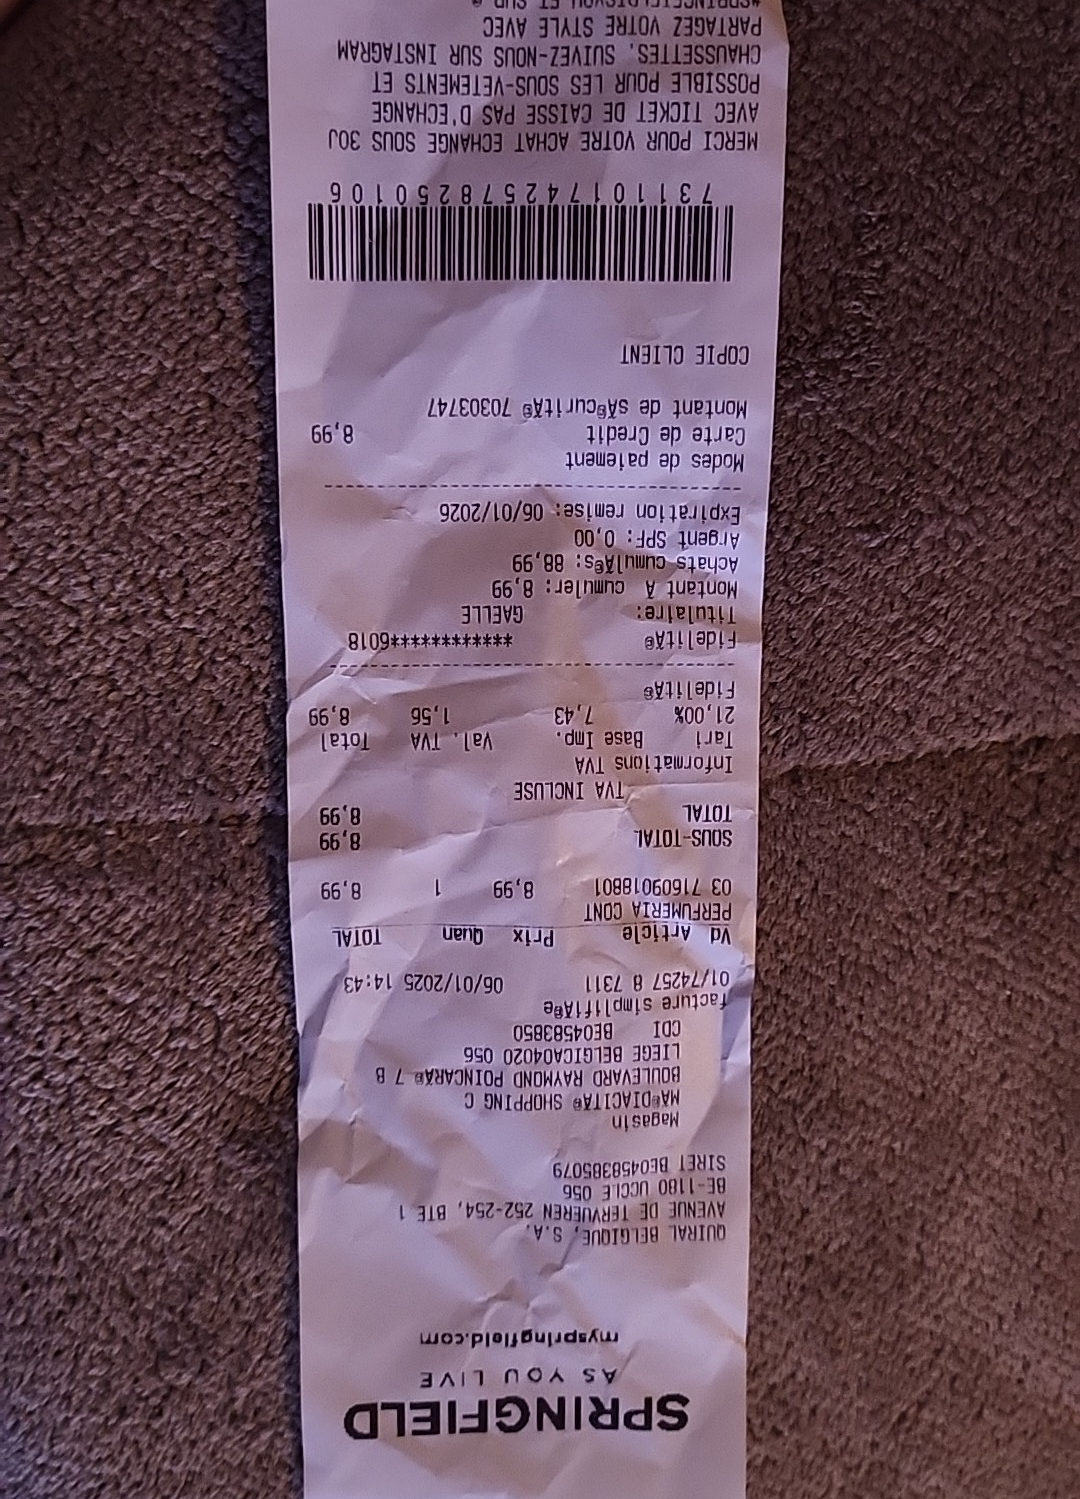 SPRINGFIELD
AS YOU LIVE
myspringfield.com
QUIRAL BELGIQUE, S.A.
AVENUE DE TERVUEREN 252-254, BTE 1
BE-1180 UCCLE 056
SIRET BE0458385079
Magasin
MÃ©DIACITÃ© SHOPPING C
BOULEVARD RAYMOND POINCARÃ© 7 B
LIEGE BELGICA04020 056
CDI BE04583850
facture simplifiÃ©e
01/74257 8 7311 06/01/2025 14:43
Vd Article Prix Quan TOTAL
PERFUMERIA CONT
03 71609018801 8,99 1 8,99
SOUS-TOTAL 8,99
TOTAL 8,99
TVA INCLUSE
Informations TVA
Tari Base Imp. Val. TVA Total
21,00% 7,43 1,56 8,99
FidelitÃ©
FidelitÃ© *************6018
Titulaire: GAELLE
Montant Ã cumuler: 8,99
Achats cumulÃ©s: 88,99
Argent SPF: 0,00
Expiration remise: 06/01/2026
Modes de paiement
Carte de Credit 8,99
Montant de sÃ©curitÃ© 70303747
COPIE CLIENT
731101742578250106
MERCI POUR VOTRE ACHAT ECHANGE SOUS 30J
AVEC TICKET DE CAISSE PAS D'ECHANGE
POSSIBLE POUR LES SOUS-VETEMENTS ET
CHAUSSETTES. SUIVEZ-NOUS SUR INSTAGRAM
PARTAGEZ VOTRE STYLE AVEC